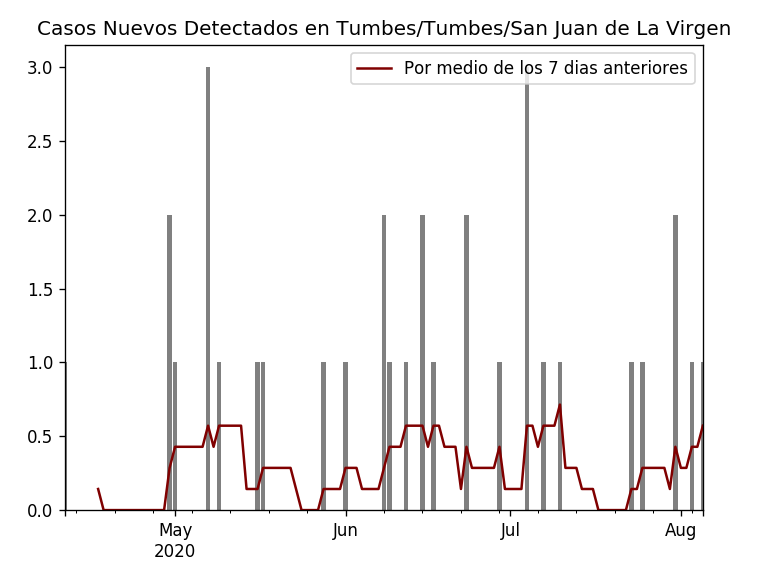 Casos Nuevos Detectados en Tumbes/Tumbes/San Juan de La Virgen
Por medio de los 7 dias anteriores
3.0
2.5
2.0
1.5
1.0
0.5
0.0
May Jun Jul Aug
2020